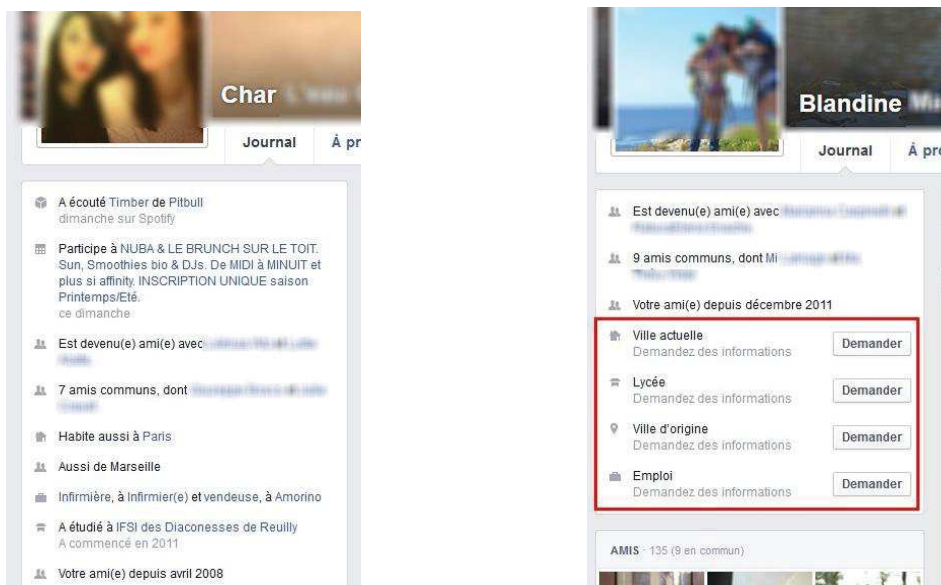 Char
Journal
À pr
A écouté Timber de Pitbull
dimanche sur Spotify
Participe à NUBA & LE BRUNCH SUR LE TOIT.
Sun, Smoothies bio & DJs. De MIDI à MINUIT et
plus si affinity. INSCRIPTION UNIQUE saison
Printemps/Eté.
ce dimanche
Est devenu(e) ami(e) avec
7 amis communs, dont
Habite aussi à Paris
Aussi de Marseille
Infirmière, à Infirmier(e) et vendeuse, à Amorino
A étudié à IFSI des Diaconesses de Reuilly
A commencé en 2011
Votre ami(e) depuis avril 2008
Blandine
Journal
À pro
Est devenu(e) ami(e) avec
9 amis communs, dont Mi
Votre ami(e) depuis décembre 2011
Ville actuelle
Demandez des informations
Demander
Lycée
Demandez des informations
Demander
Ville d'origine
Demandez des informations
Demander
Emploi
Demandez des informations
Demander
AMIS · 135 (9 en commun)